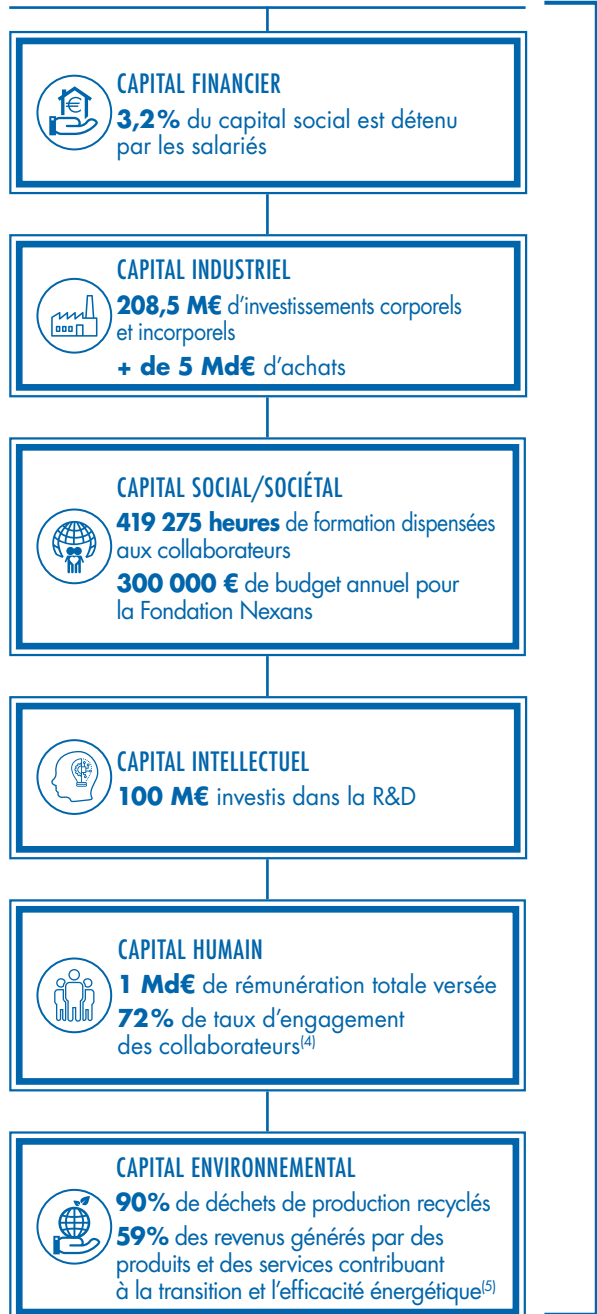 CAPITAL FINANCIER
3,2% du capital social est détenu
par les salariés
CAPITAL INDUSTRIEL
208,5 M€ d'investissements corporels
et incorporels
+ de 5 Md€ d'achats
CAPITAL SOCIAL/SOCIÉTAL
419 275 heures de formation dispensées
aux collaborateurs
300 000 € de budget annuel pour
la Fondation Nexans
CAPITAL INTELLECTUEL
100 M€ investis dans la R&D
CAPITAL HUMAIN
1 Md€ de rémunération totale versée
72% de taux d'engagement
des collaborateurs(4)
CAPITAL ENVIRONNEMENTAL
90% de déchets de production recyclés
59% des revenus générés par des
produits et des services contribuant
à la transition et l'efficacité énergétique(5)